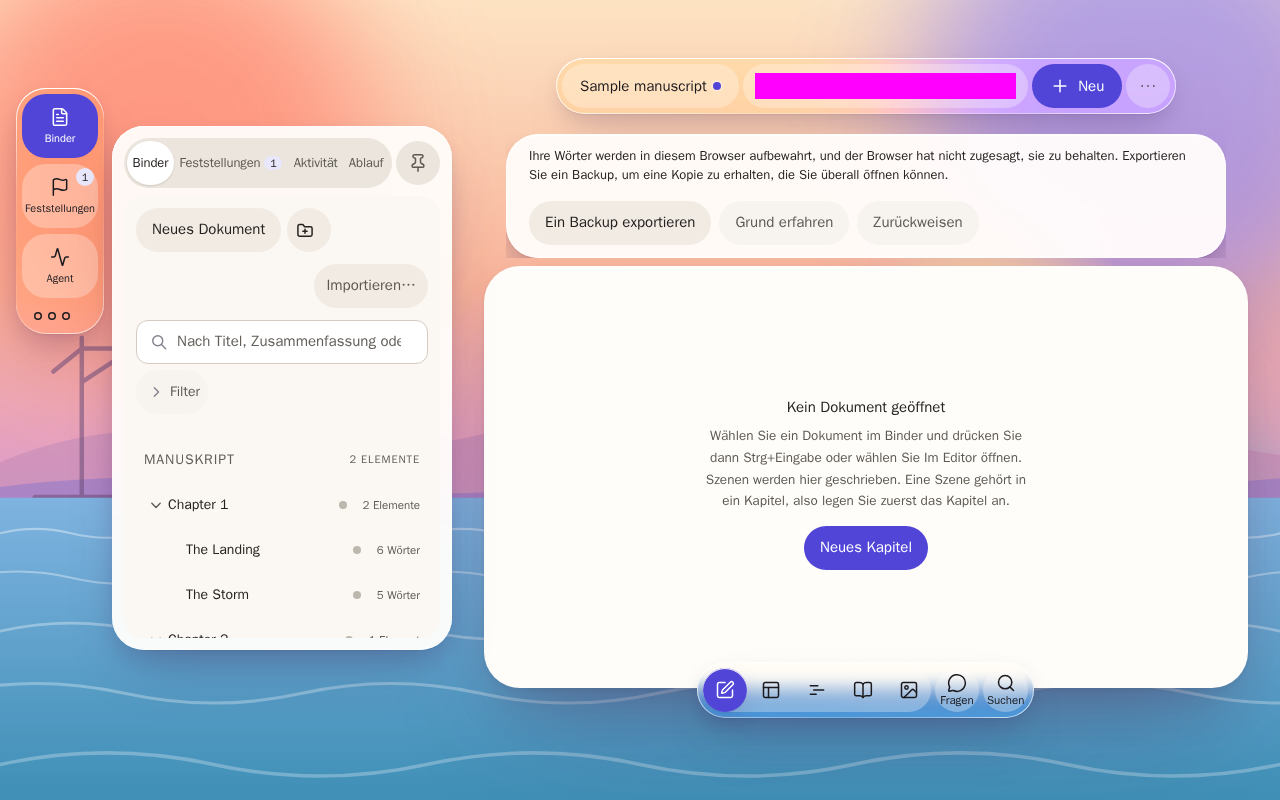 Sample manuscript
Neu
Binder
1
Feststellungen
Agent
Binder Feststellungen 1 Aktivität Ablauf
Neues Dokument
Importieren···
Nach Titel, Zusammenfassung ode
Filter
MANUSKRIPT 2 ELEMENTE
Chapter 1 2 Elemente
The Landing 6 Wörter
The Storm 5 Wörter
Ihre Wörter werden in diesem Browser aufbewahrt, und der Browser hat nicht zugesagt, sie zu behalten. Exportieren
Sie ein Backup, um eine Kopie zu erhalten, die Sie überall öffnen können.
Ein Backup exportieren Grund erfahren Zurückweisen
Kein Dokument geöffnet
Wählen Sie ein Dokument im Binder und drücken Sie
dann Strg+Eingabe oder wählen Sie Im Editor öffnen.
Szenen werden hier geschrieben. Eine Szene gehört in
ein Kapitel, also legen Sie zuerst das Kapitel an.
Neues Kapitel
Fragen Suchen